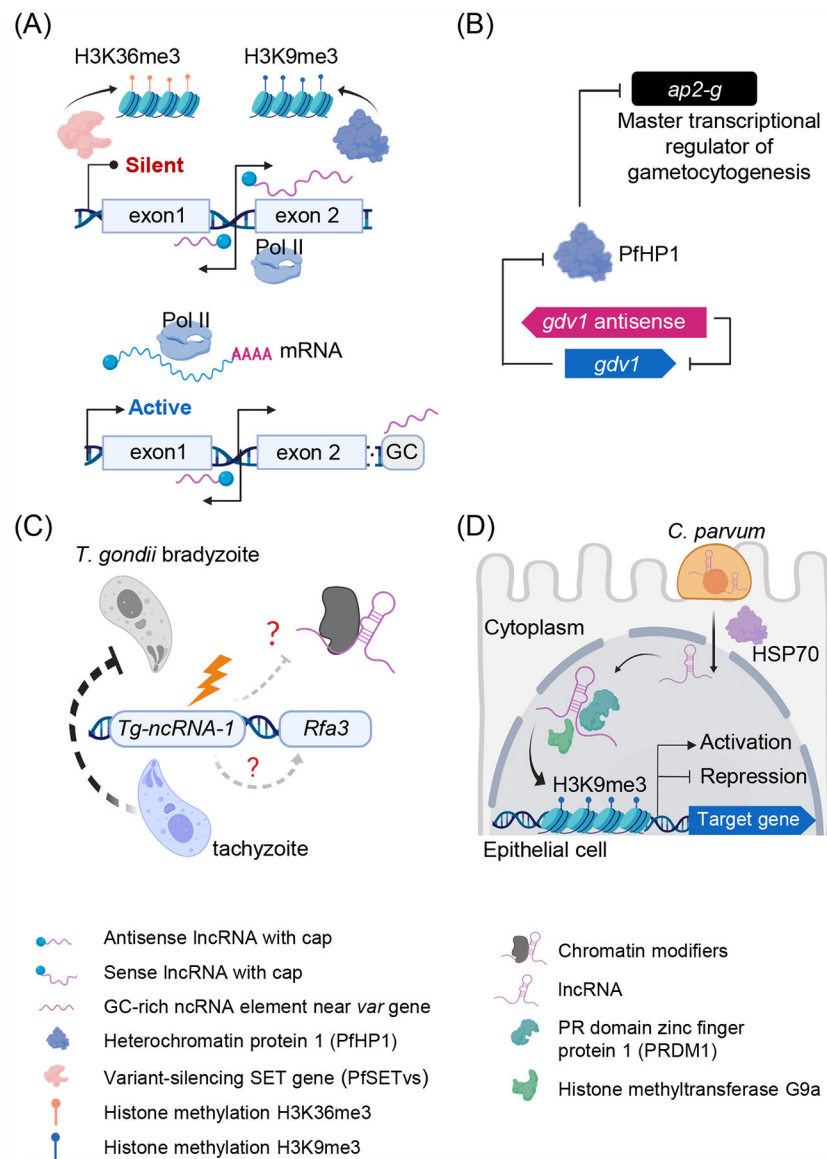 (A)
H3K36me3
H3K9me3
Silent
exon1
exon 2
Pol II
Pol II
AAAA mRNA
Active
exon1
exon 2
GC
(B)
ap2-g
Master transcriptional
regulator of
gametocytogenesis
PfHP1
gdv1 antisense
gdv1
(C)
T. gondii bradyzoite
?
Tg-ncRNA-1
Rfa3
?
tachyzoite
(D)
C. parvum
Cytoplasm
HSP70
Activation
H3K9me3
Repression
Target gene
Epithelial cell
Antisense lncRNA with cap
Sense lncRNA with cap
GC-rich ncRNA element near var gene
Heterochromatin protein 1 (PfHP1)
Variant-silencing SET gene (PfSETvs)
Histone methylation H3K36me3
Histone methylation H3K9me3
Chromatin modifiers
lncRNA
PR domain zinc finger
protein 1 (PRDM1)
Histone methyltransferase G9a